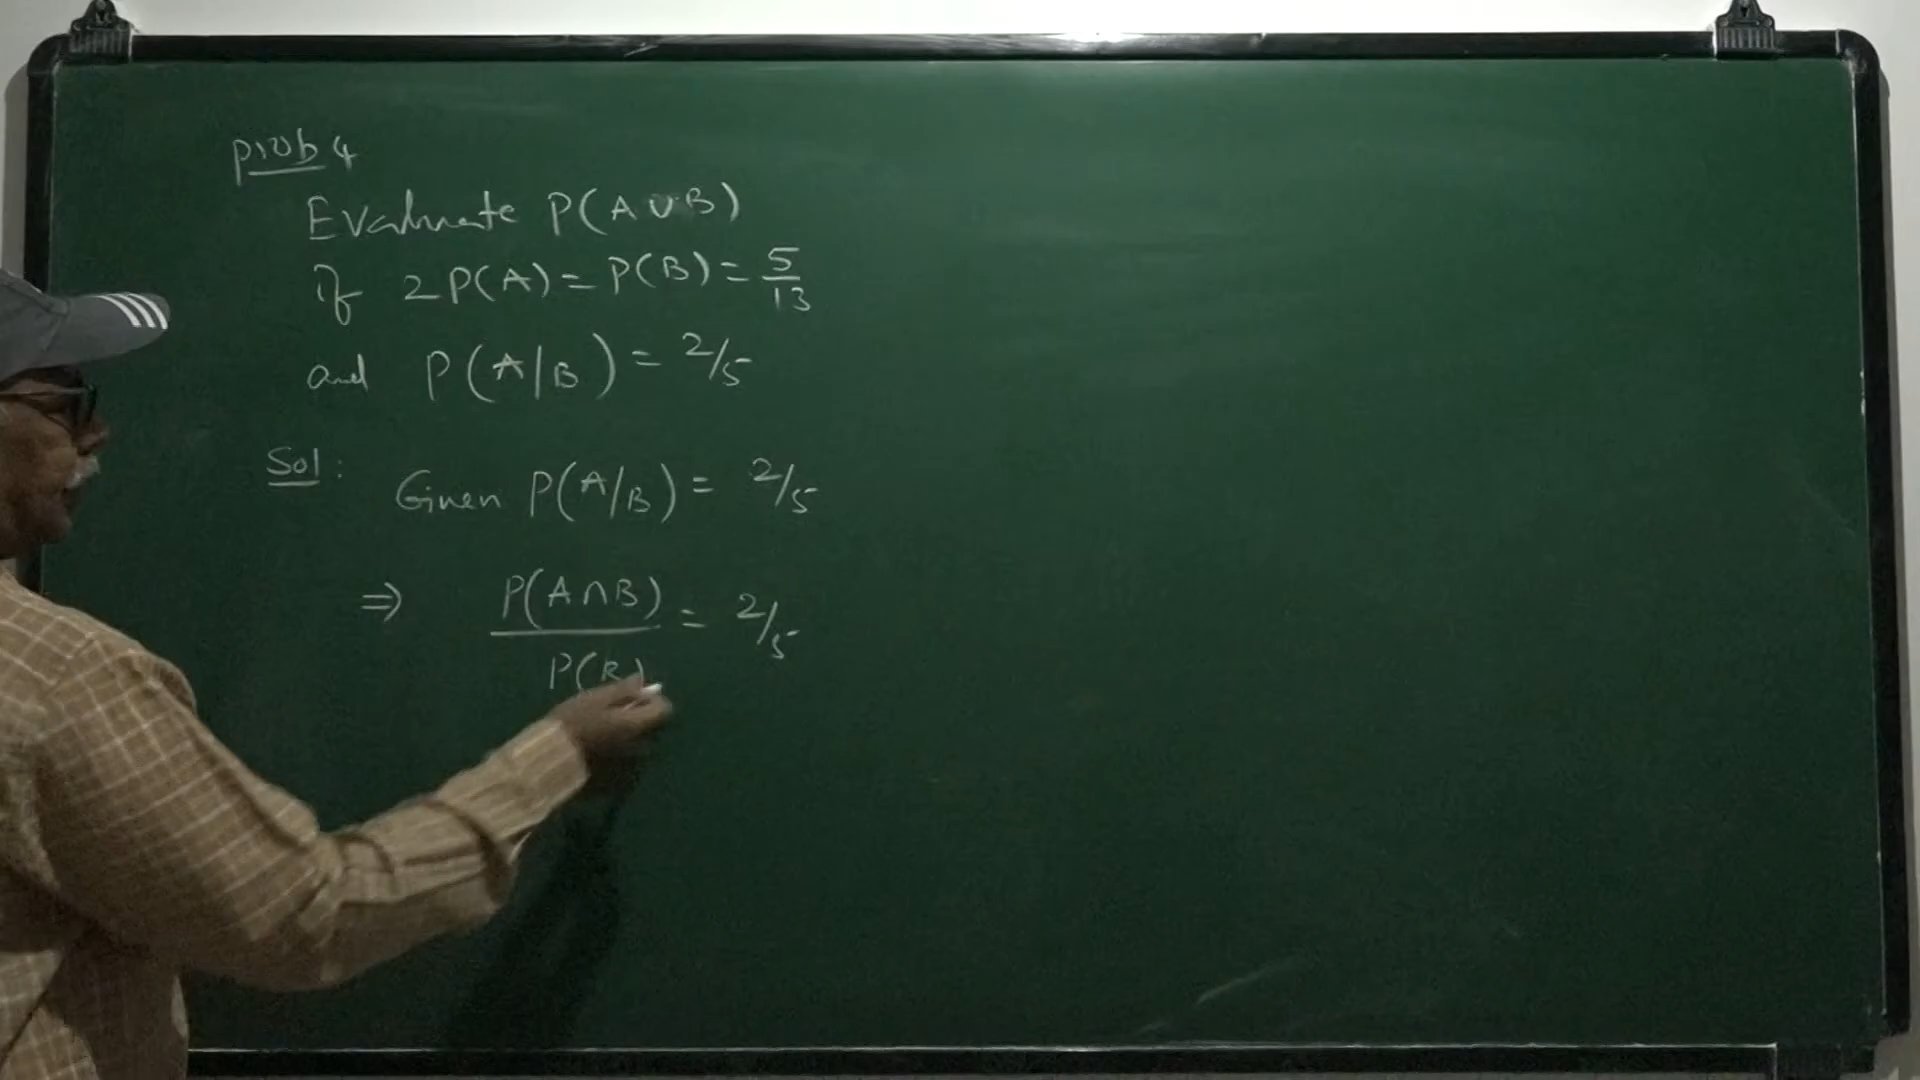 prob 4
Evaluate P(A∪B)
if 2P(A) = P(B) = 5/13
and P(A/B) = 2/5
Sol : Given P(A/B) = 2/5
⇒ P(A∩B)/P(B) = 2/5